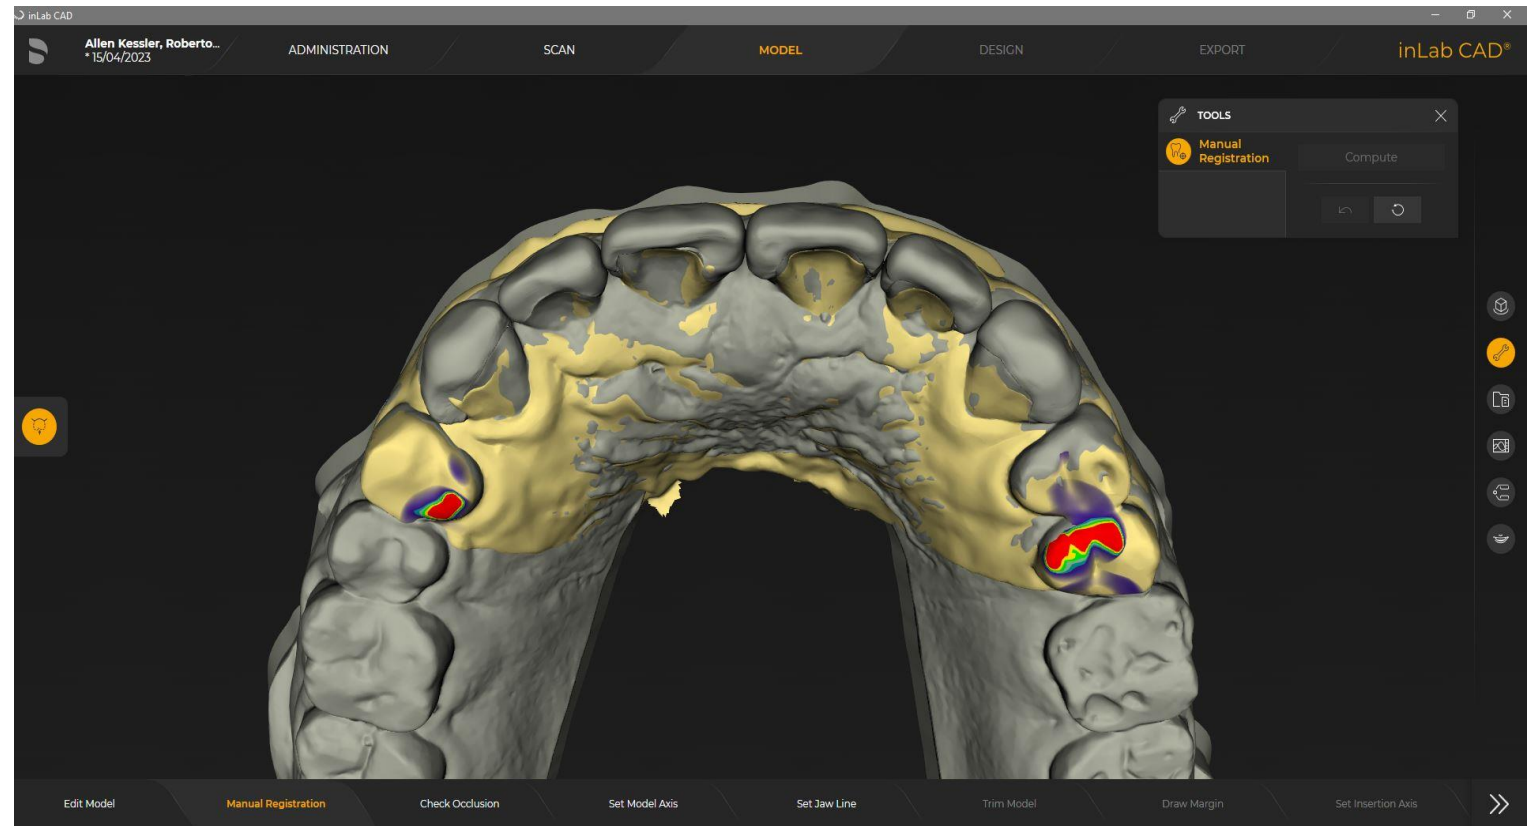 inLab CAD
Allen Kessler, Roberto...
* 15/04/2023
ADMINISTRATION
SCAN
MODEL
DESIGN
EXPORT
inLab CAD®
TOOLS
Manual
Registration
Compute
Edit Model
Manual Registration
Check Occlusion
Set Model Axis
Set Jaw Line
Trim Model
Draw Margin
Set Insertion Axis